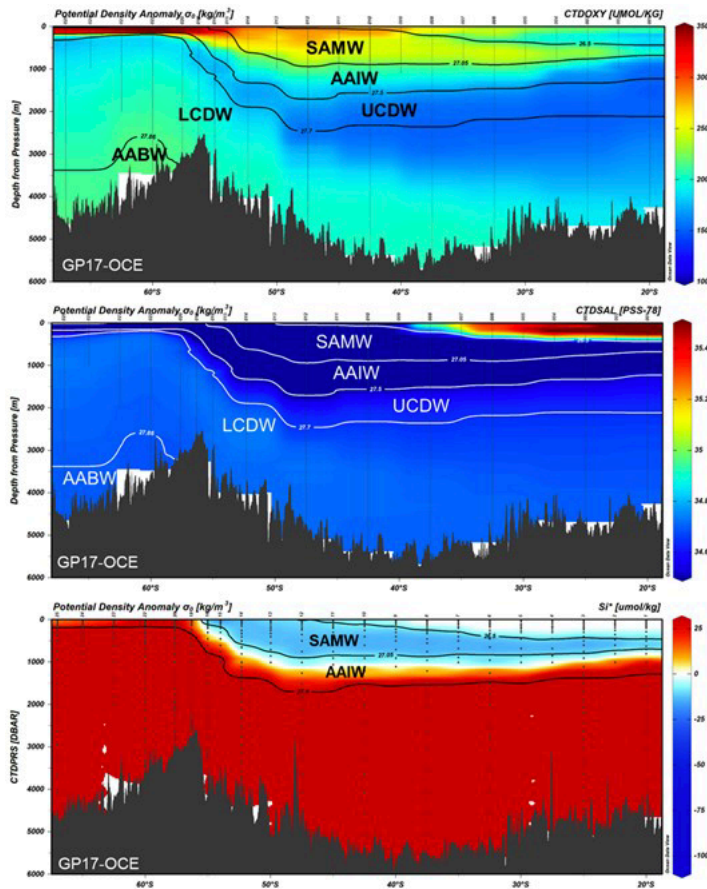 Potential Density Anomaly σ₀ [kg/m³] CTDOXY [UMOL/KG]
350
300
250
200
150
100
0
1000
2000
3000
4000
5000
6000
Depth from Pressure [m]
SAMW
AAIW
UCDW
LCDW
AABW
26.5
27.05
27.5
27.7
27.88
GP17-OCE
60°S 50°S 40°S 30°S 20°S
Ocean Data View
Potential Density Anomaly σ₀ [kg/m³] CTDSAL [PSS-78]
35.4
35.2
35
34.8
34.6
0
1000
2000
3000
4000
5000
6000
Depth from Pressure [m]
SAMW
AAIW
UCDW
LCDW
AABW
27.05
27.5
27.7
27.88
GP17-OCE
60°S 50°S 40°S 30°S 20°S
Ocean Data View
Potential Density Anomaly σ₀ [kg/m³] Si* [umol/kg]
25
0
-25
-50
-75
-100
0
1000
2000
3000
4000
5000
6000
CTDPRS [DBAR]
SAMW
AAIW
26.5
27.05
GP17-OCE
60°S 50°S 40°S 30°S 20°S
Ocean Data View